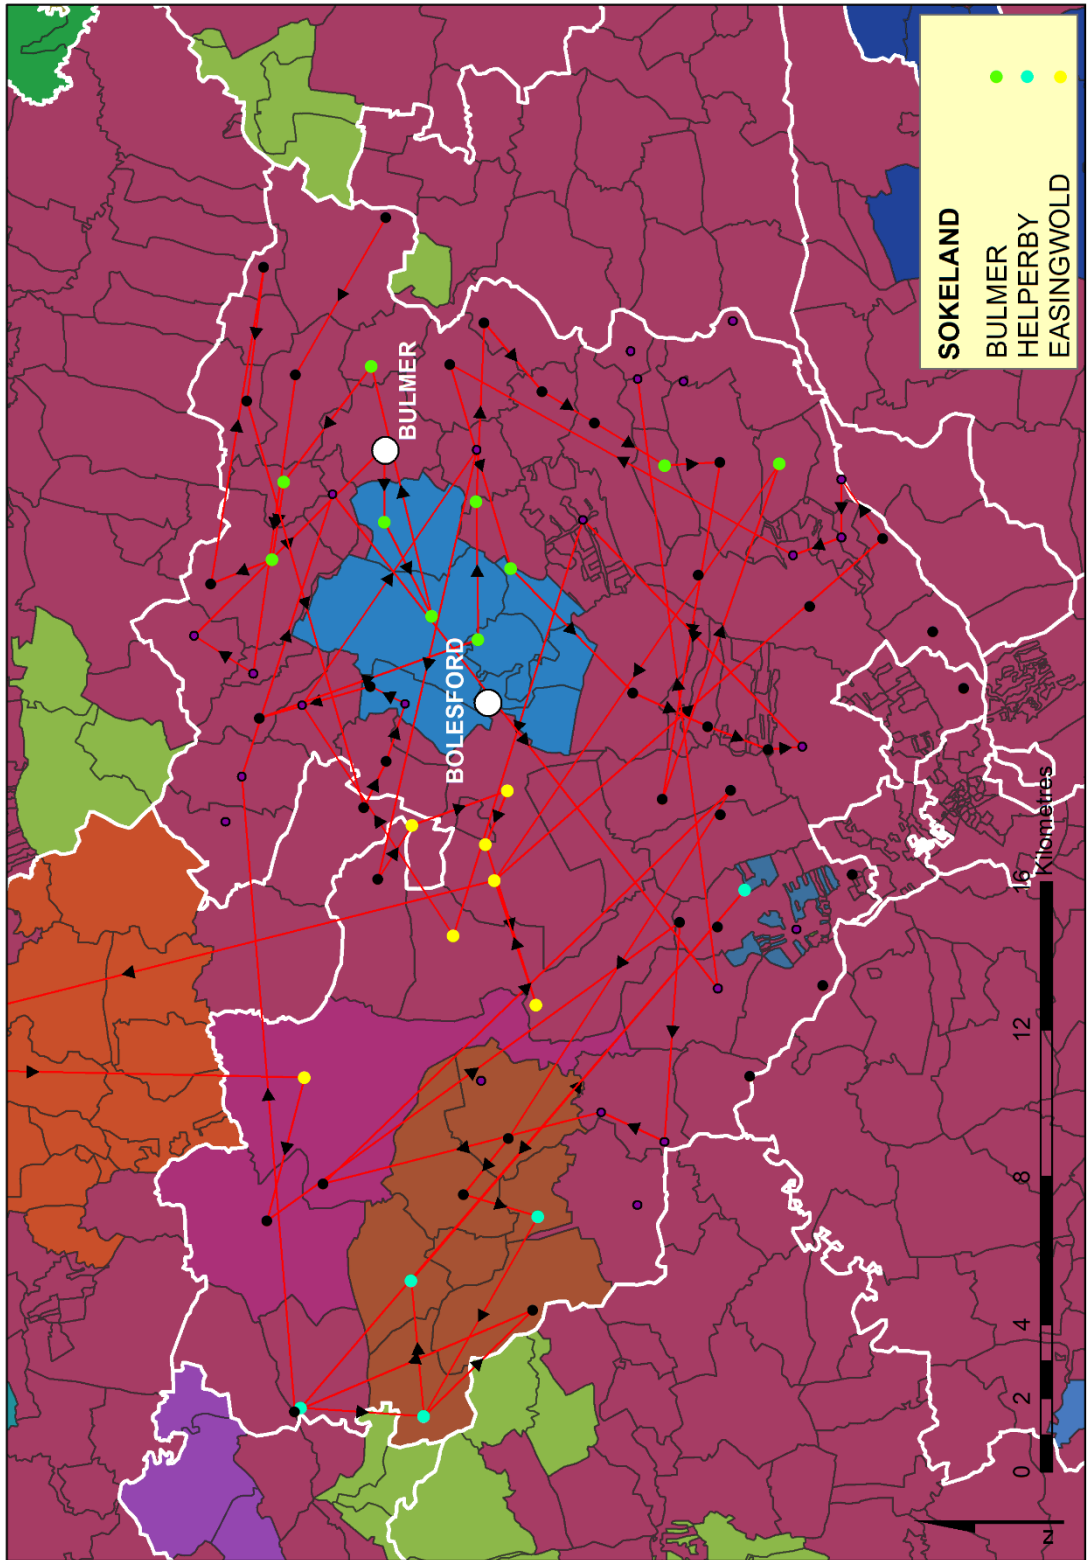 BULMER
BOLESFORD
SOKELAND
BULMER
HELPERBY
EASINGWOLD
0 2 4 8 12 16
Kilometres
N